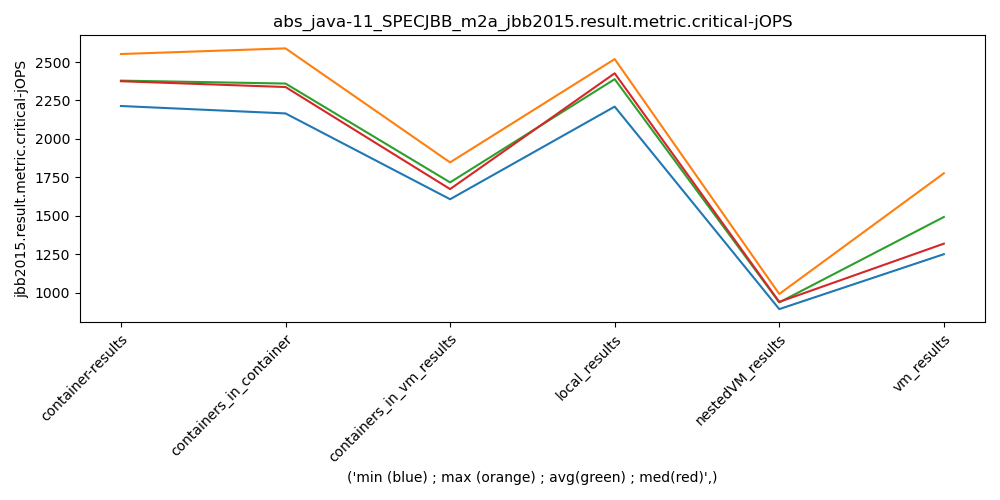 abs_java-11_SPECJBB_m2a_jbb2015.result.metric.critical-jOPS
jbb2015.result.metric.critical-jOPS
2500
2250
2000
1750
1500
1250
1000
container-results
containers_in_container
containers_in_vm_results
local_results
nestedVM_results
vm_results
('min (blue) ; max (orange) ; avg(green) ; med(red)',)